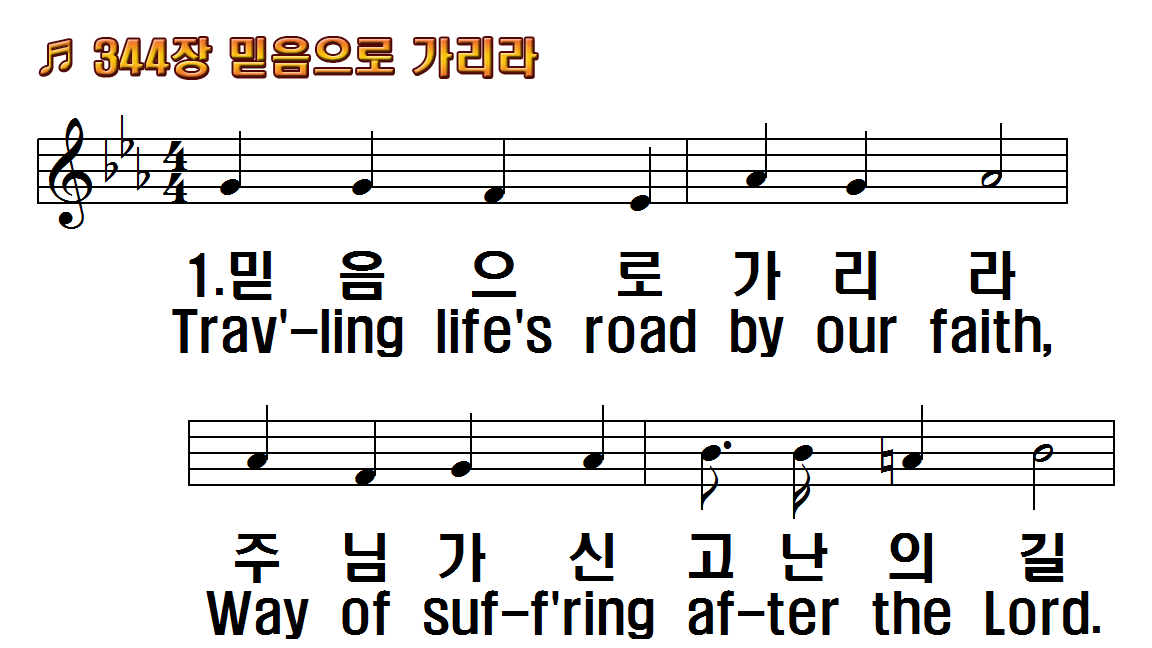 ♬ 344장 믿음으로 가리라
4
4
1.믿 음 으 로 가 리 라
Trav'-ling life's road by our faith,
주 님 가 신 고 난 의 길
Way of suf-f'ring af-ter the Lord.